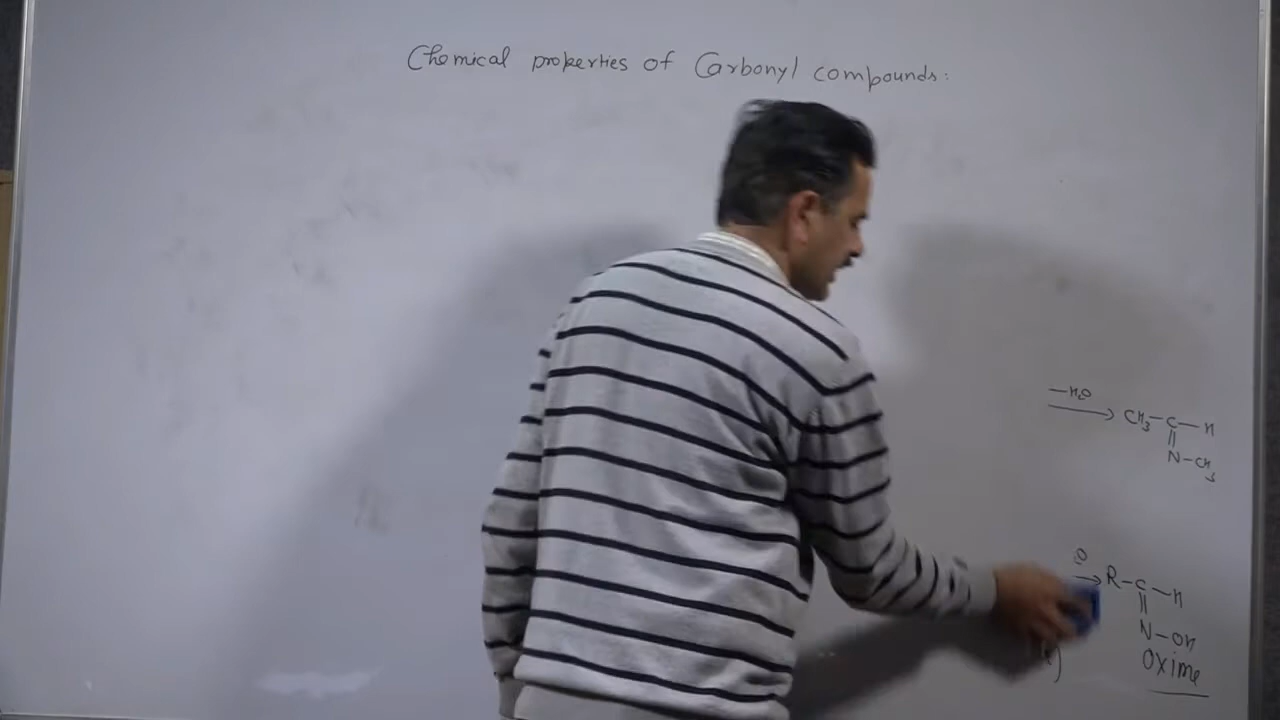 Chemical properties of Carbonyl compounds:
—H2O
CH3—C—H
||
N—CH3
R—C—H
||
N—OH
Oxime